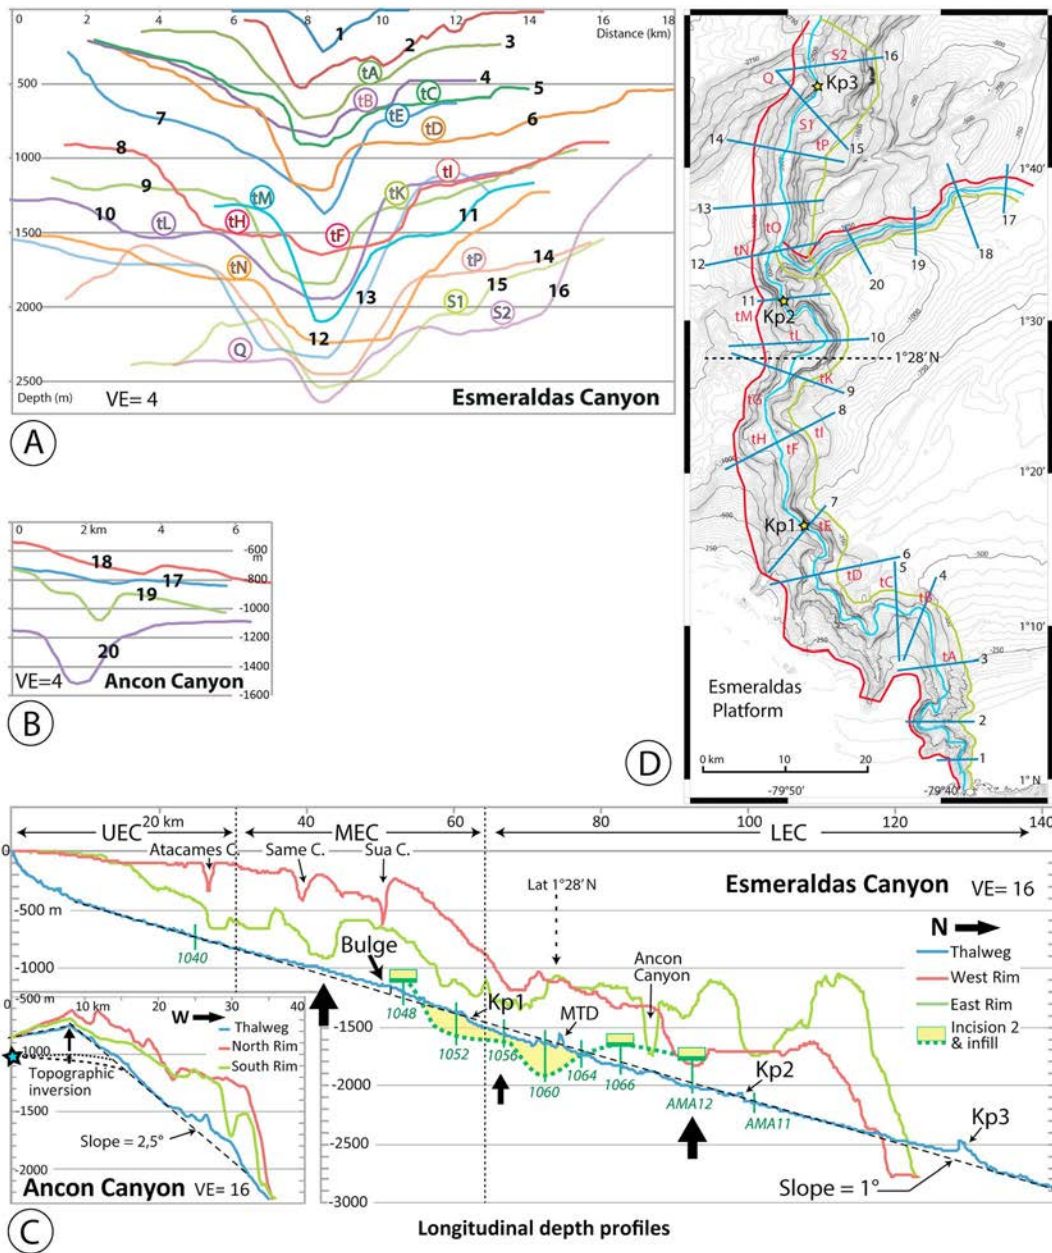 0 2 4 6 8 10 12 14 16 18
Distance (km)
1
2
3
tA
4
5
500
tB
tC
tE
7
6
tD
1000
8
tI
9
tM
tK
10
tL
tH
11
1500
tF
tN
tP
14
13
15
16
2000
S1
S2
12
Q
2500
Depth (m)
VE= 4
Esmeraldas Canyon
A
0 2 km 4 6
-600
m
18
17
-800
19
-1000
-1200
20
-1400
VE=4
Ancon Canyon
-1600
B
S2
16
Q
Kp3
S1
15
14
tP
1°40'
13
17
tO
tN
18
12
19
20
11
1°30'
Kp2
tM
tL
10
1°28' N
tK
9
tG
8
tH
tI
tF
1°20'
7
Kp1
tE
6
5
4
tD
tC
tB
1°10'
tA
3
Esmeraldas
Platform
2
1
0 km 10 20
1° N
-79°50' -79°40'
D
20 km 40 60 80 100 120 140
UEC
MEC
LEC
0
Atacames C.
Same C.
Sua C.
Esmeraldas Canyon VE= 16
Lat 1°28' N
-500 m
N
Bulge
Thalweg
1040
Ancon
Canyon
West Rim
-1000
East Rim
-500 m
0 10 km 20 30 40
W
1048
Kp1
Incision 2
& infill
Thalweg
MTD
North Rim
-1500
South Rim
-1000
1052
1056
1064
Topographic
inversion
1060
1066
Kp2
-2000
AMA12
AMA11
-1500
Kp3
Slope = 2,5°
-2500
-2000
Slope = 1°
Ancon Canyon VE= 16
-3000
C
Longitudinal depth profiles